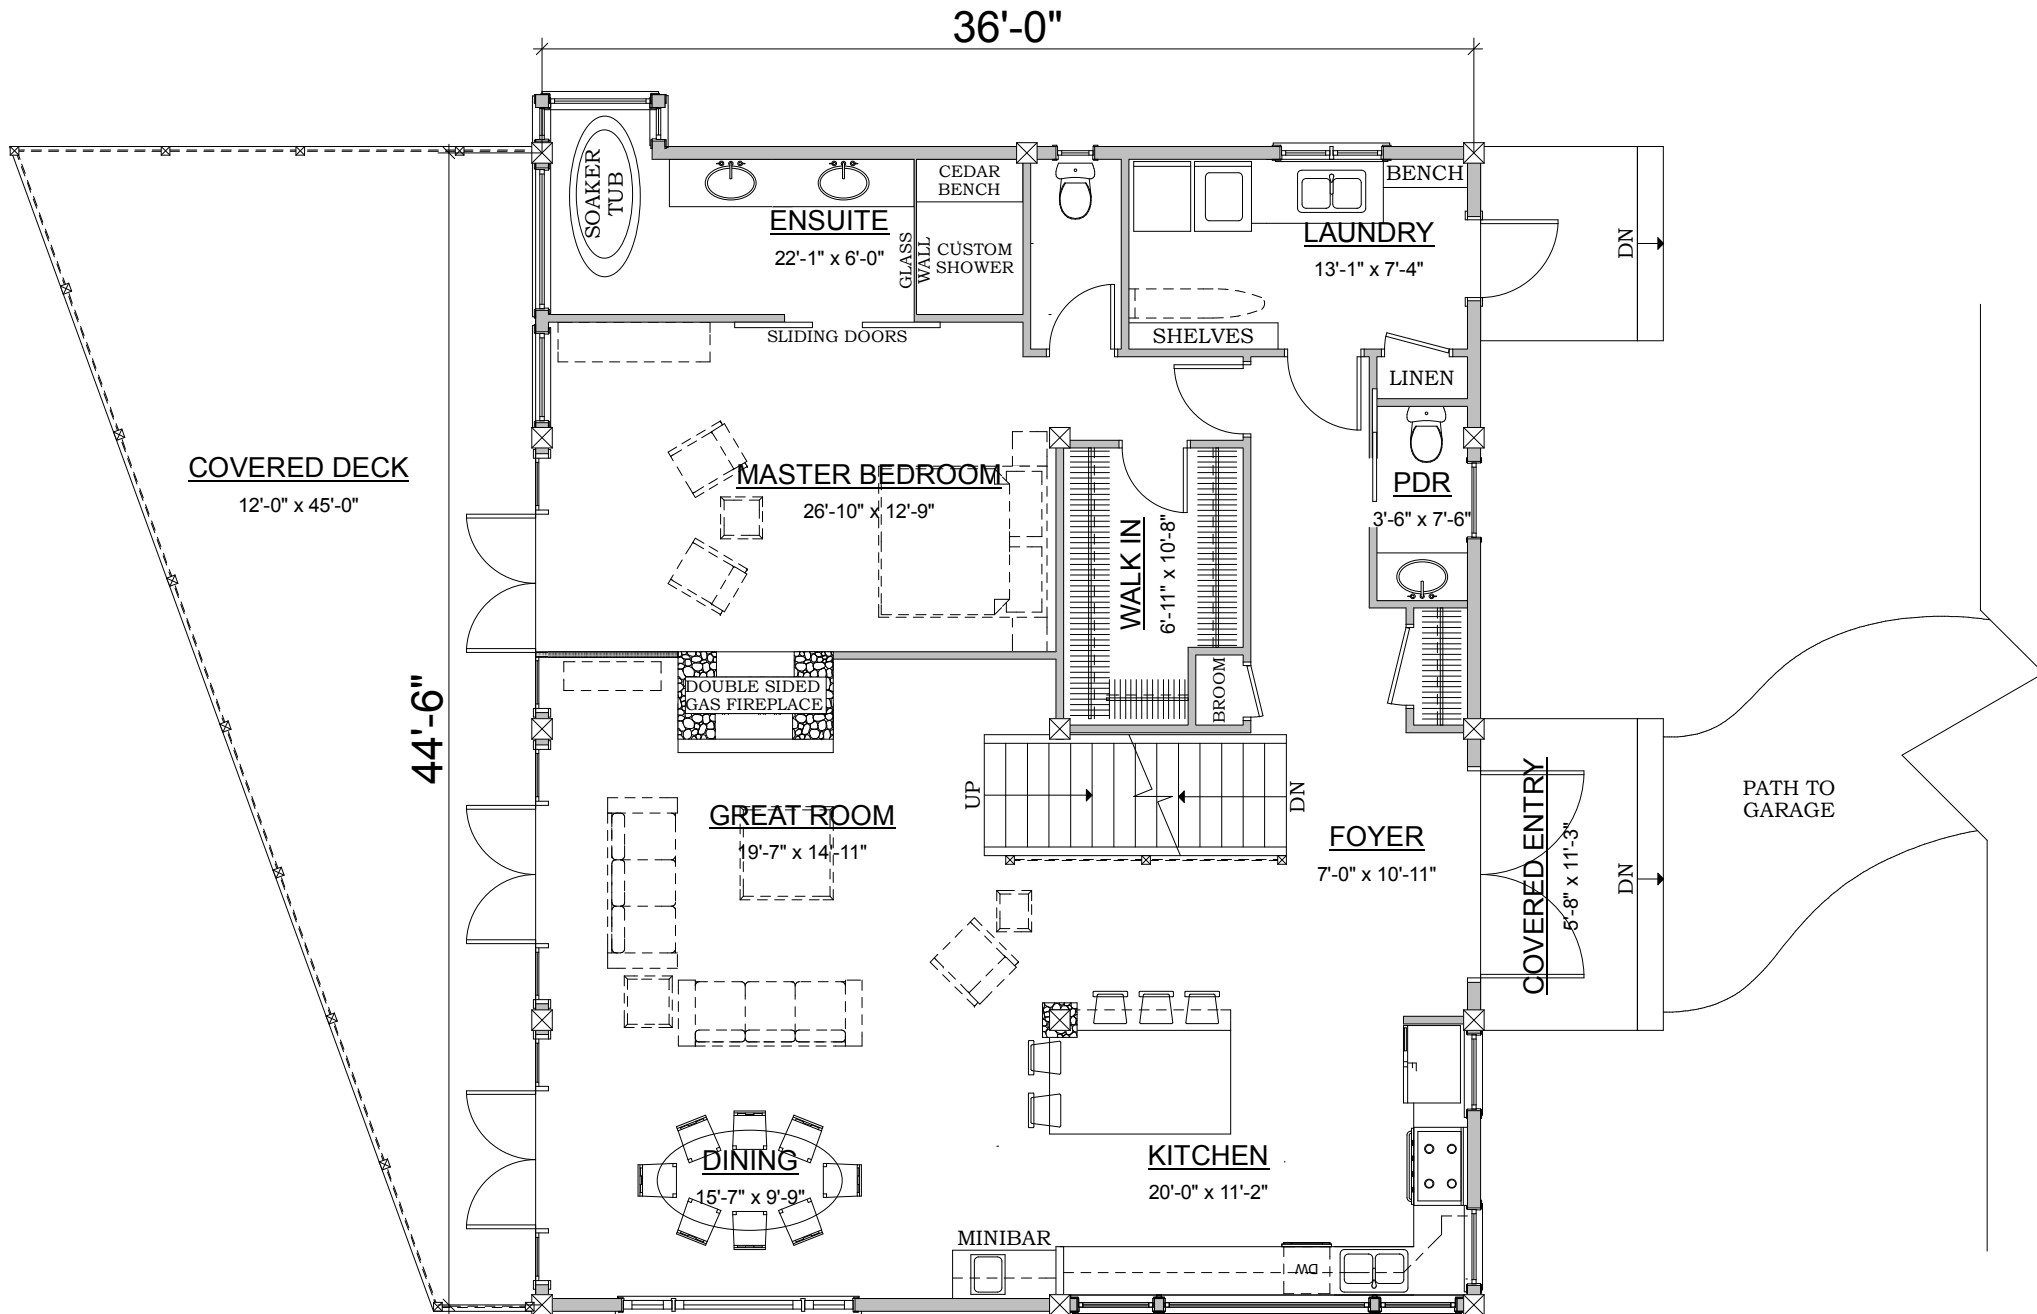 36'-0"
SOAKER
TUB
ENSUITE
22'-1" x 6'-0"
GLASS
WALL
CEDAR
BENCH
CUSTOM
SHOWER
BENCH
LAUNDRY
13'-1" x 7'-4"
DN
SLIDING DOORS
SHELVES
LINEN
COVERED DECK
12'-0" x 45'-0"
MASTER BEDROOM
26'-10" x 12'-9"
WALK IN
6'-11" x 10'-8"
PDR
3'-6" x 7'-6"
BROOM
DOUBLE SIDED
GAS FIREPLACE
44'-6"
UP
DN
GREAT ROOM
19'-7" x 14'-11"
FOYER
7'-0" x 10'-11"
COVERED ENTRY
5'-8" x 11'-3"
DN
PATH TO
GARAGE
DINING
15'-7" x 9'-9"
KITCHEN
20'-0" x 11'-2"
MINIBAR
DW